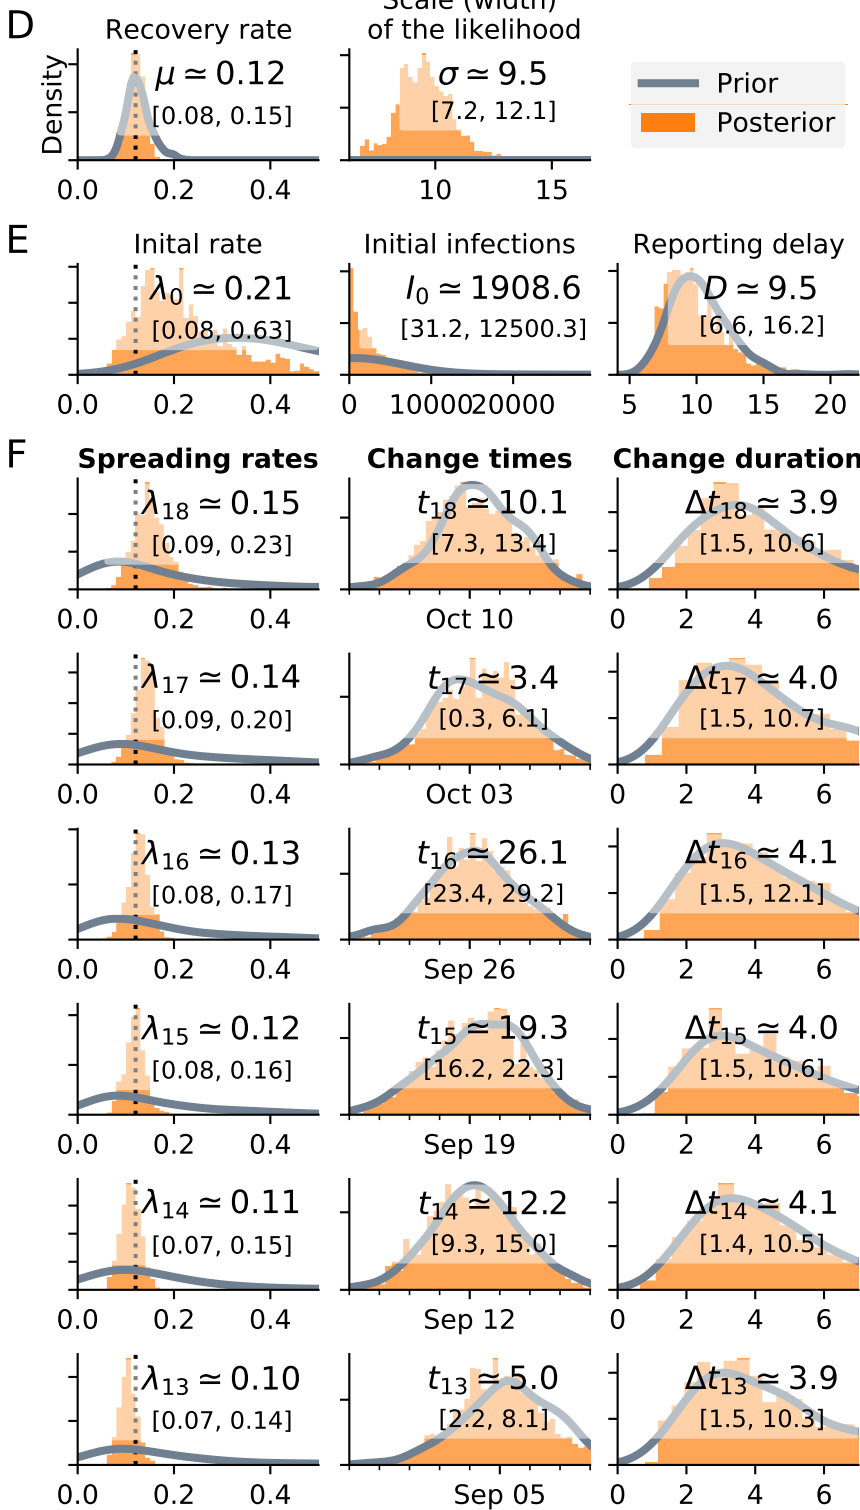 D
Recovery rate
Scale (width)
of the likelihood
Density
μ ≃ 0.12
[0.08, 0.15]
σ ≃ 9.5
[7.2, 12.1]
Prior
Posterior
0.0 0.2 0.4
10 15
E
Inital rate
Initial infections
Reporting delay
λ0 ≃ 0.21
[0.08, 0.63]
I0 ≃ 1908.6
[31.2, 12500.3]
D ≃ 9.5
[6.6, 16.2]
0.0 0.2 0.4
0 10000 20000
5 10 15 20
F
Spreading rates
Change times
Change duration
λ18 ≃ 0.15
[0.09, 0.23]
t18 ≃ 10.1
[7.3, 13.4]
Δt18 ≃ 3.9
[1.5, 10.6]
0.0 0.2 0.4
Oct 10
0 2 4 6
λ17 ≃ 0.14
[0.09, 0.20]
t17 ≃ 3.4
[0.3, 6.1]
Δt17 ≃ 4.0
[1.5, 10.7]
0.0 0.2 0.4
Oct 03
0 2 4 6
λ16 ≃ 0.13
[0.08, 0.17]
t16 ≃ 26.1
[23.4, 29.2]
Δt16 ≃ 4.1
[1.5, 12.1]
0.0 0.2 0.4
Sep 26
0 2 4 6
λ15 ≃ 0.12
[0.08, 0.16]
t15 ≃ 19.3
[16.2, 22.3]
Δt15 ≃ 4.0
[1.5, 10.6]
0.0 0.2 0.4
Sep 19
0 2 4 6
λ14 ≃ 0.11
[0.07, 0.15]
t14 ≃ 12.2
[9.3, 15.0]
Δt14 ≃ 4.1
[1.4, 10.5]
0.0 0.2 0.4
Sep 12
0 2 4 6
λ13 ≃ 0.10
[0.07, 0.14]
t13 ≃ 5.0
[2.2, 8.1]
Δt13 ≃ 3.9
[1.5, 10.3]
0.0 0.2 0.4
Sep 05
0 2 4 6